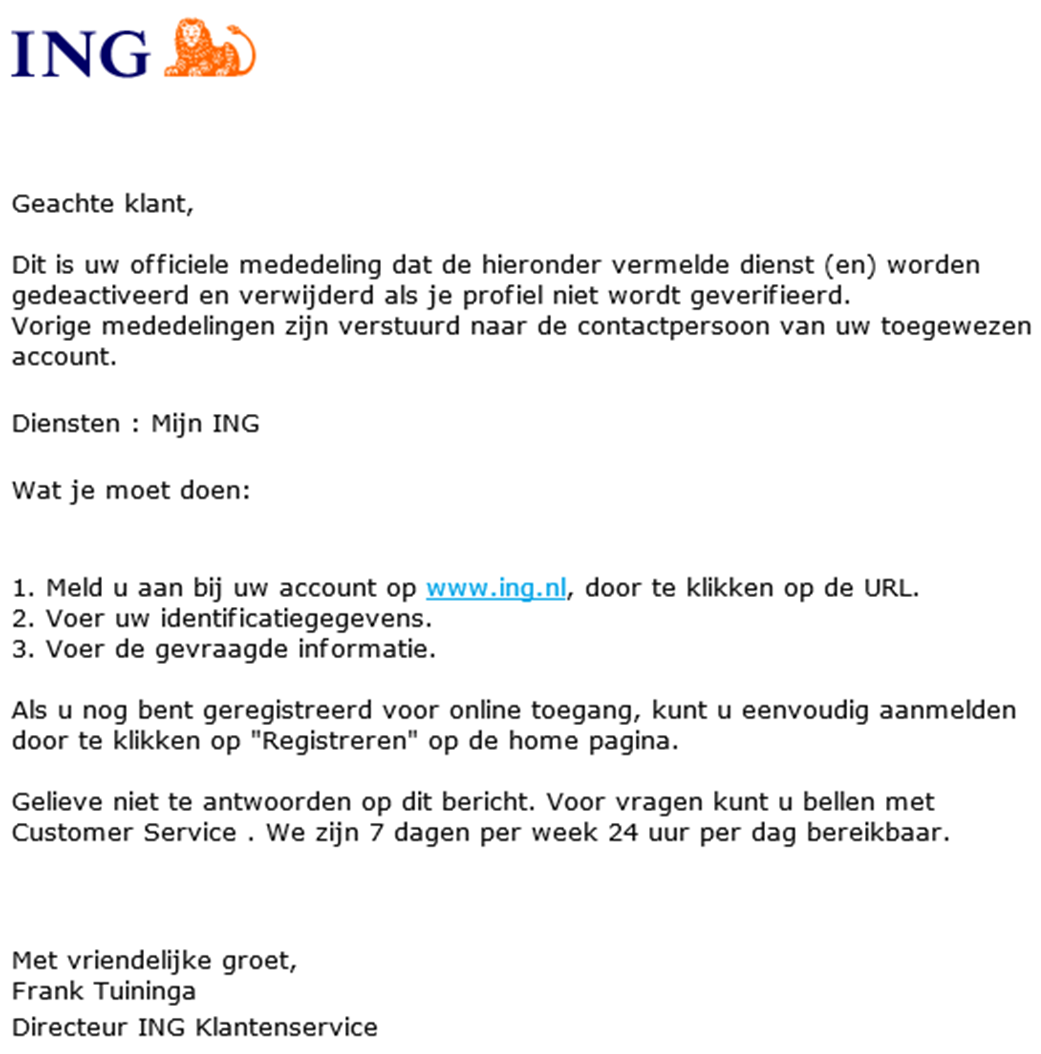 ING
Geachte klant,
Dit is uw officiele mededeling dat de hieronder vermelde dienst (en) worden
gedeactiveerd en verwijderd als je profiel niet wordt geverifieerd.
Vorige mededelingen zijn verstuurd naar de contactpersoon van uw toegewezen
account.
Diensten : Mijn ING
Wat je moet doen:
1. Meld u aan bij uw account op www.ing.nl, door te klikken op de URL.
2. Voer uw identificatiegegevens.
3. Voer de gevraagde informatie.
Als u nog bent geregistreerd voor online toegang, kunt u eenvoudig aanmelden
door te klikken op "Registreren" op de home pagina.
Gelieve niet te antwoorden op dit bericht. Voor vragen kunt u bellen met
Customer Service . We zijn 7 dagen per week 24 uur per dag bereikbaar.
Met vriendelijke groet,
Frank Tuininga
Directeur ING Klantenservice